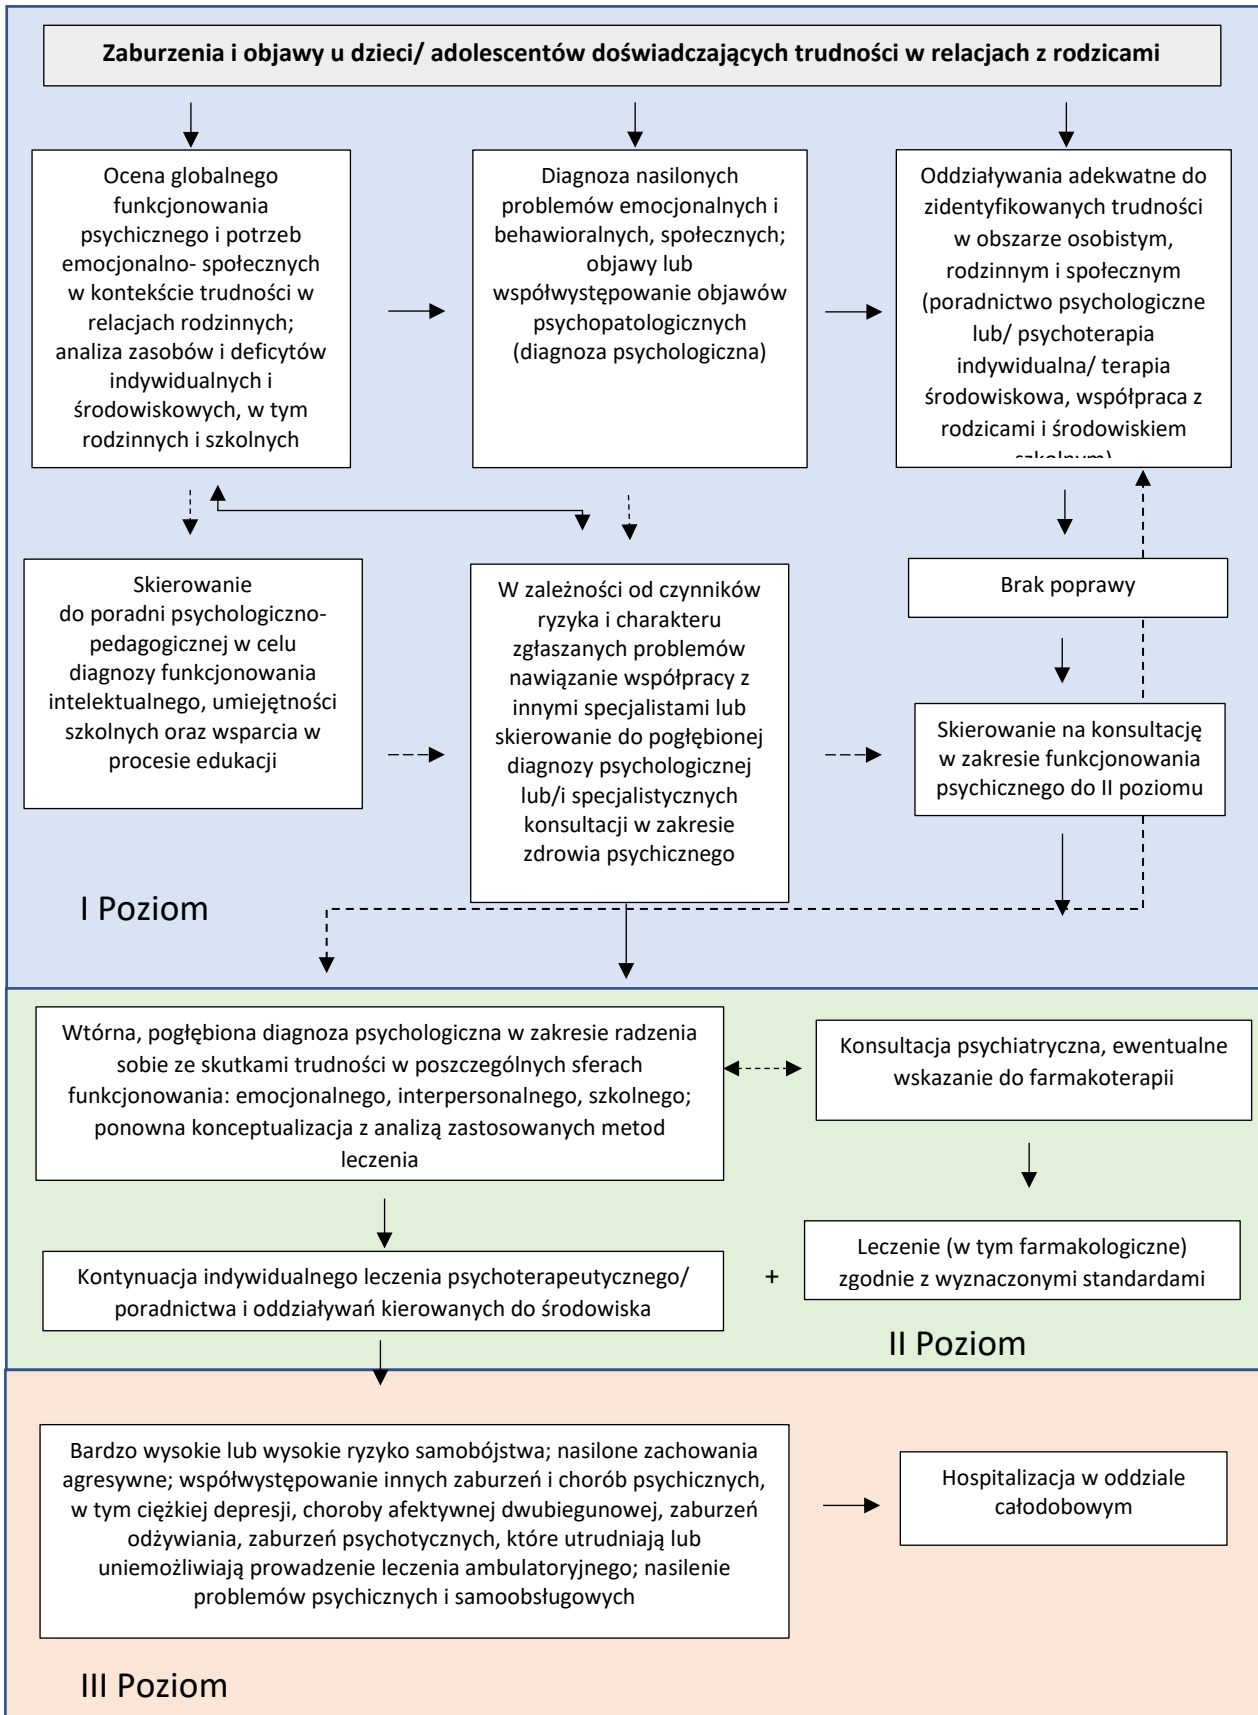 Zaburzenia i objawy u dzieci/ adolescentów doświadczających trudności w relacjach z rodzicami
Ocena globalnego
funkcjonowania
psychicznego i potrzeb
emocjonalno- społecznych
w kontekście trudności w
relacjach rodzinnych;
analiza zasobów i deficytów
indywidualnych i
środowiskowych, w tym
rodzinnych i szkolnych
Diagnoza nasilonych
problemów emocjonalnych i
behawioralnych, społecznych;
objawy lub
współwystępowanie objawów
psychopatologicznych
(diagnoza psychologiczna)
Oddziaływania adekwatne do
zidentyfikowanych trudności
w obszarze osobistym,
rodzinnym i społecznym
(poradnictwo psychologiczne
lub/ psychoterapia
indywidualna/ terapia
środowiskowa, współpraca z
rodzicami i środowiskiem
szkolnym)
Skierowanie
do poradni psychologiczno-
pedagogicznej w celu
diagnozy funkcjonowania
intelektualnego, umiejętności
szkolnych oraz wsparcia w
procesie edukacji
W zależności od czynników
ryzyka i charakteru
zgłaszanych problemów
nawiązanie współpracy z
innymi specjalistami lub
skierowanie do pogłębionej
diagnozy psychologicznej
lub/i specjalistycznych
konsultacji w zakresie
zdrowia psychicznego
Brak poprawy
Skierowanie na konsultację
w zakresie funkcjonowania
psychicznego do II poziomu
I Poziom
Wtórna, pogłębiona diagnoza psychologiczna w zakresie radzenia
sobie ze skutkami trudności w poszczególnych sferach
funkcjonowania: emocjonalnego, interpersonalnego, szkolnego;
ponowna konceptualizacja z analizą zastosowanych metod
leczenia
Konsultacja psychiatryczna, ewentualne
wskazanie do farmakoterapii
Kontynuacja indywidualnego leczenia psychoterapeutycznego/
poradnictwa i oddziaływań kierowanych do środowiska
+
Leczenie (w tym farmakologiczne)
zgodnie z wyznaczonymi standardami
II Poziom
Bardzo wysokie lub wysokie ryzyko samobójstwa; nasilone zachowania
agresywne; współwystępowanie innych zaburzeń i chorób psychicznych,
w tym ciężkiej depresji, choroby afektywnej dwubiegunowej, zaburzeń
odżywiania, zaburzeń psychotycznych, które utrudniają lub
uniemożliwiają prowadzenie leczenia ambulatoryjnego; nasilenie
problemów psychicznych i samoobsługowych
Hospitalizacja w oddziale
całodobowym
III Poziom